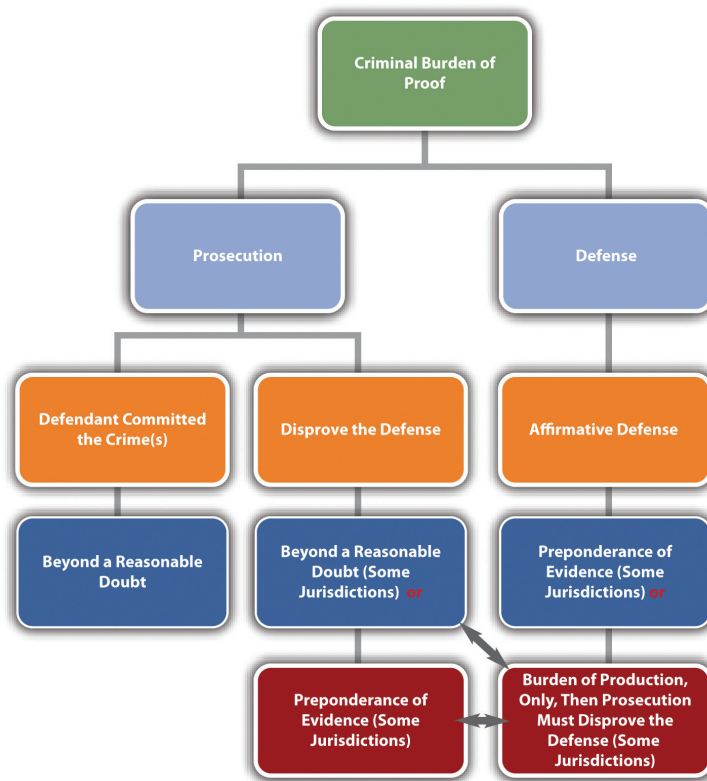 Criminal Burden of
Proof
Prosecution
Defense
Defendant Committed
the Crime(s)
Disprove the Defense
Affirmative Defense
Beyond a Reasonable
Doubt
Beyond a Reasonable
Doubt (Some
Jurisdictions) or
Preponderance of
Evidence (Some
Jurisdictions) or
Preponderance of
Evidence (Some
Jurisdictions)
Burden of Production,
Only, Then Prosecution
Must Disprove the
Defense (Some
Jurisdictions)